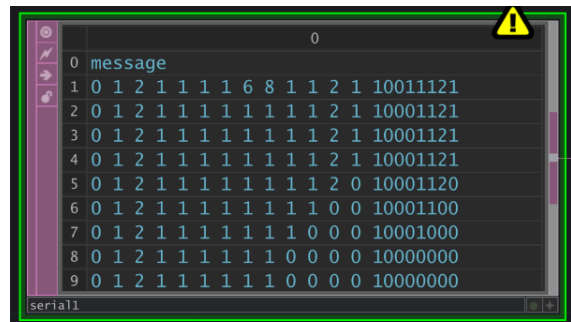 0
0 message
1 0 1 2 1 1 1 1 6 8 1 1 2 1 10011121
2 0 1 2 1 1 1 1 1 1 1 1 2 1 10001121
3 0 1 2 1 1 1 1 1 1 1 1 2 1 10001121
4 0 1 2 1 1 1 1 1 1 1 1 2 1 10001121
5 0 1 2 1 1 1 1 1 1 1 1 2 0 10001120
6 0 1 2 1 1 1 1 1 1 1 1 0 0 10001100
7 0 1 2 1 1 1 1 1 1 1 0 0 0 10001000
8 0 1 2 1 1 1 1 1 1 0 0 0 0 10000000
9 0 1 2 1 1 1 1 1 1 0 0 0 0 10000000
serial1